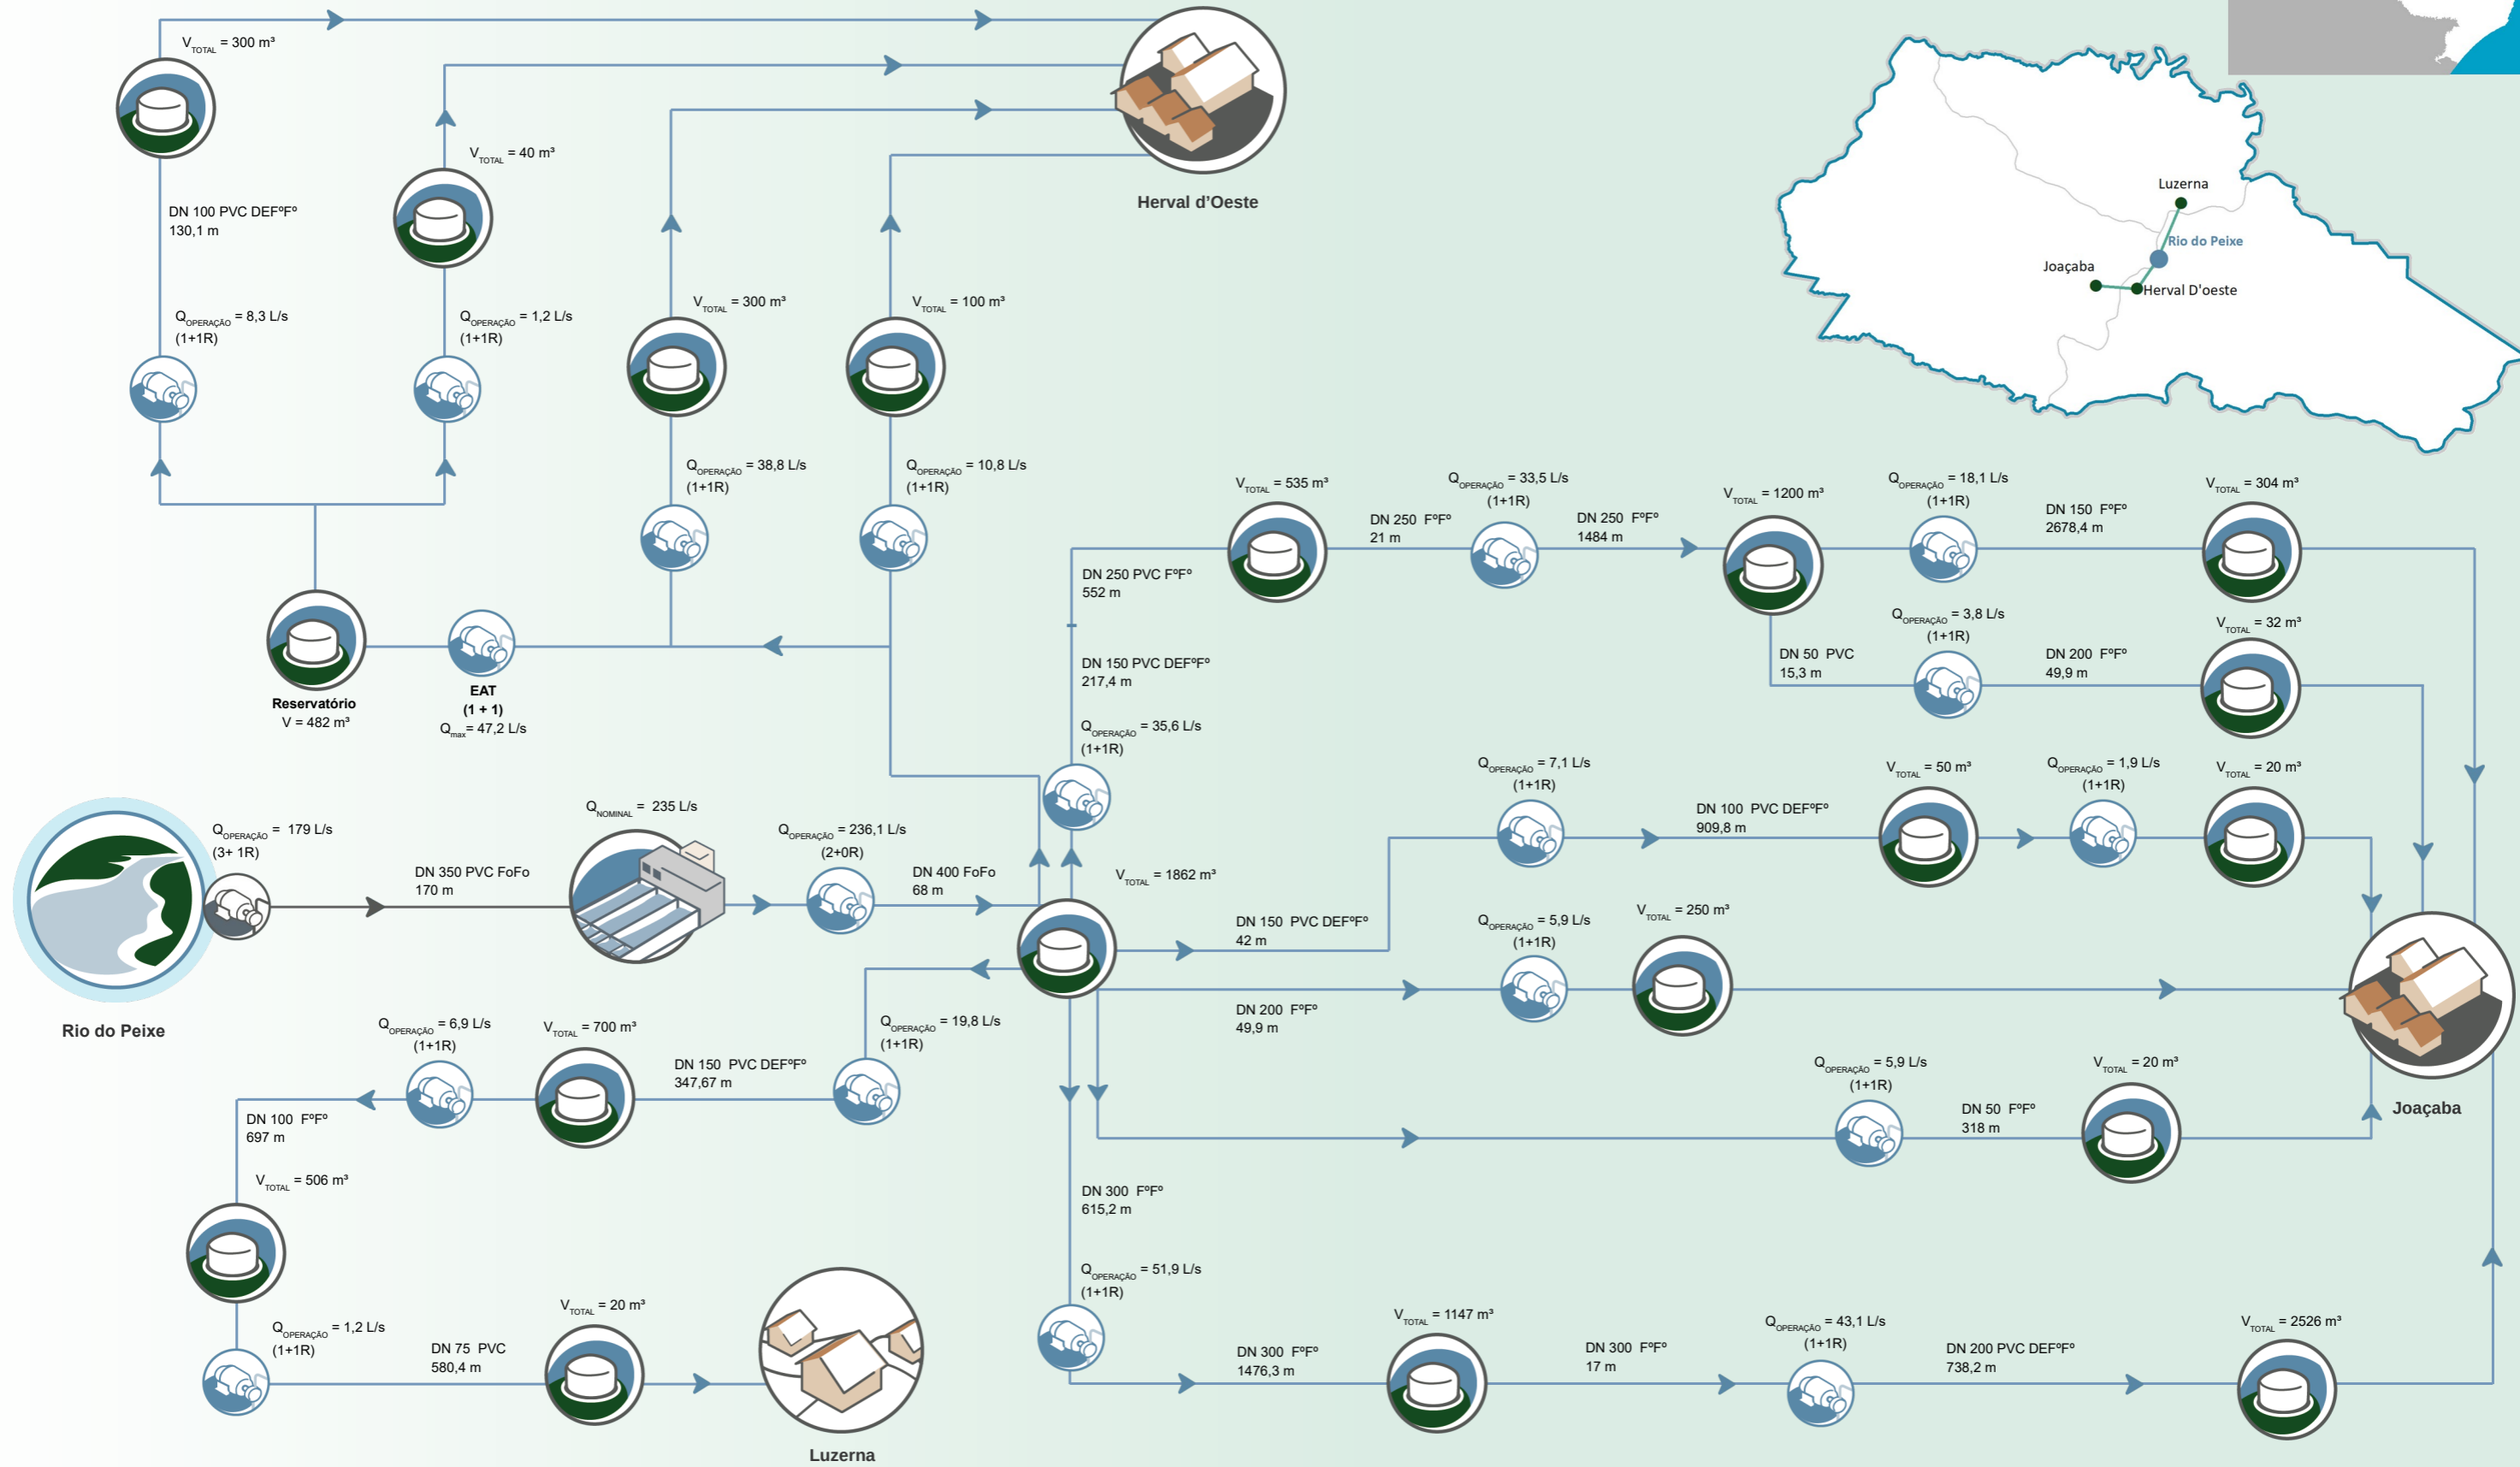 V TOTAL = 300 m³
DN 100 PVC DEFºFº
130,1 m
Q OPERAÇÃO = 8,3 L/s
(1+1R)
V TOTAL = 40 m³
Q OPERAÇÃO = 1,2 L/s
(1+1R)
V TOTAL = 300 m³
Q OPERAÇÃO = 38,8 L/s
(1+1R)
V TOTAL = 100 m³
Q OPERAÇÃO = 10,8 L/s
(1+1R)
Herval d’Oeste
Luzerna
Rio do Peixe
Joaçaba
Herval D'oeste
Reservatório
V = 482 m³
EAT
(1 + 1)
Q max = 47,2 L/s
DN 250 PVC FºFº
552 m
DN 150 PVC DEFºFº
217,4 m
Q OPERAÇÃO = 35,6 L/s
(1+1R)
V TOTAL = 535 m³
DN 250 FºFº
21 m
Q OPERAÇÃO = 33,5 L/s
(1+1R)
DN 250 FºFº
1484 m
V TOTAL = 1200 m³
Q OPERAÇÃO = 18,1 L/s
(1+1R)
DN 150 FºFº
2678,4 m
V TOTAL = 304 m³
DN 50 PVC
15,3 m
Q OPERAÇÃO = 3,8 L/s
(1+1R)
DN 200 FºFº
49,9 m
V TOTAL = 32 m³
Rio do Peixe
Q OPERAÇÃO = 179 L/s
(3+ 1R)
DN 350 PVC FoFo
170 m
Q NOMINAL = 235 L/s
Q OPERAÇÃO = 236,1 L/s
(2+0R)
DN 400 FoFo
68 m
V TOTAL = 1862 m³
DN 150 PVC DEFºFº
42 m
Q OPERAÇÃO = 7,1 L/s
(1+1R)
DN 100 PVC DEFºFº
909,8 m
V TOTAL = 50 m³
Q OPERAÇÃO = 1,9 L/s
(1+1R)
V TOTAL = 20 m³
DN 200 FºFº
49,9 m
Q OPERAÇÃO = 5,9 L/s
(1+1R)
V TOTAL = 250 m³
Joaçaba
Q OPERAÇÃO = 5,9 L/s
(1+1R)
DN 50 FºFº
318 m
V TOTAL = 20 m³
Q OPERAÇÃO = 19,8 L/s
(1+1R)
DN 150 PVC DEFºFº
347,67 m
V TOTAL = 700 m³
Q OPERAÇÃO = 6,9 L/s
(1+1R)
DN 100 FºFº
697 m
V TOTAL = 506 m³
Q OPERAÇÃO = 1,2 L/s
(1+1R)
DN 75 PVC
580,4 m
V TOTAL = 20 m³
Luzerna
DN 300 FºFº
615,2 m
Q OPERAÇÃO = 51,9 L/s
(1+1R)
DN 300 FºFº
1476,3 m
V TOTAL = 1147 m³
DN 300 FºFº
17 m
Q OPERAÇÃO = 43,1 L/s
(1+1R)
DN 200 PVC DEFºFº
738,2 m
V TOTAL = 2526 m³